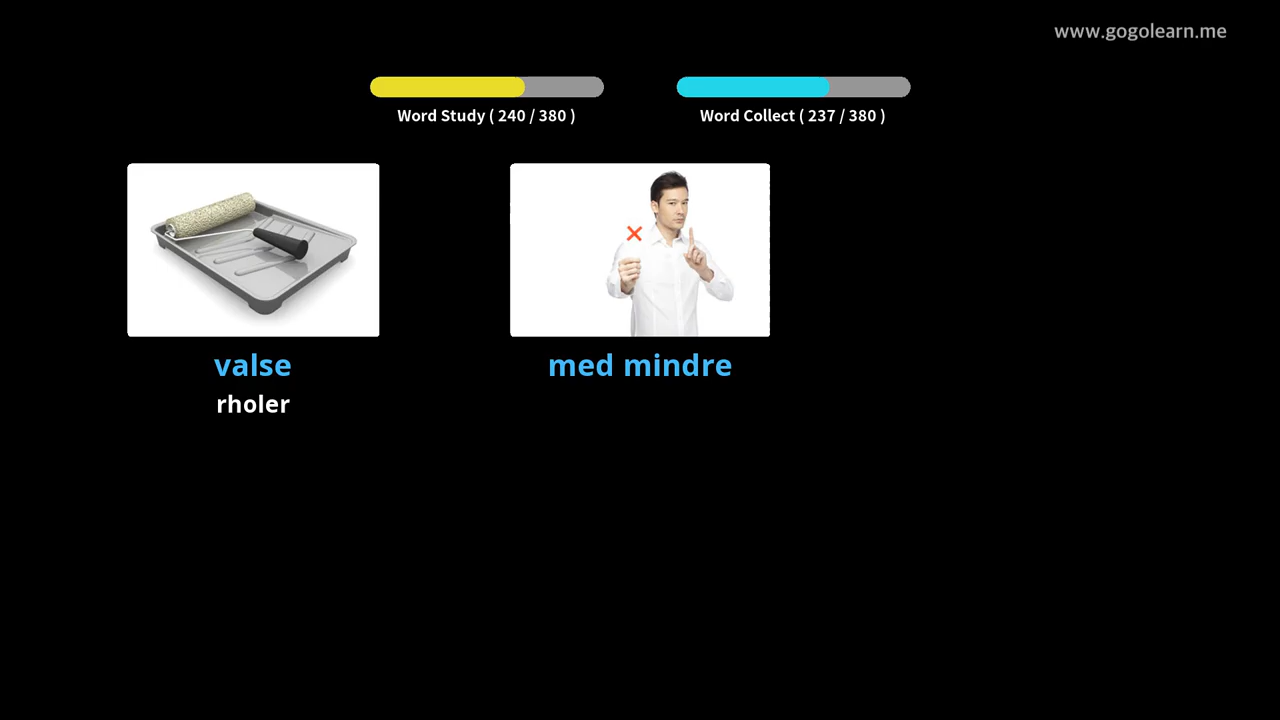 www.gogolearn.me
Word Study ( 240 / 380 )
Word Collect ( 237 / 380 )
valse
rholer
med mindre